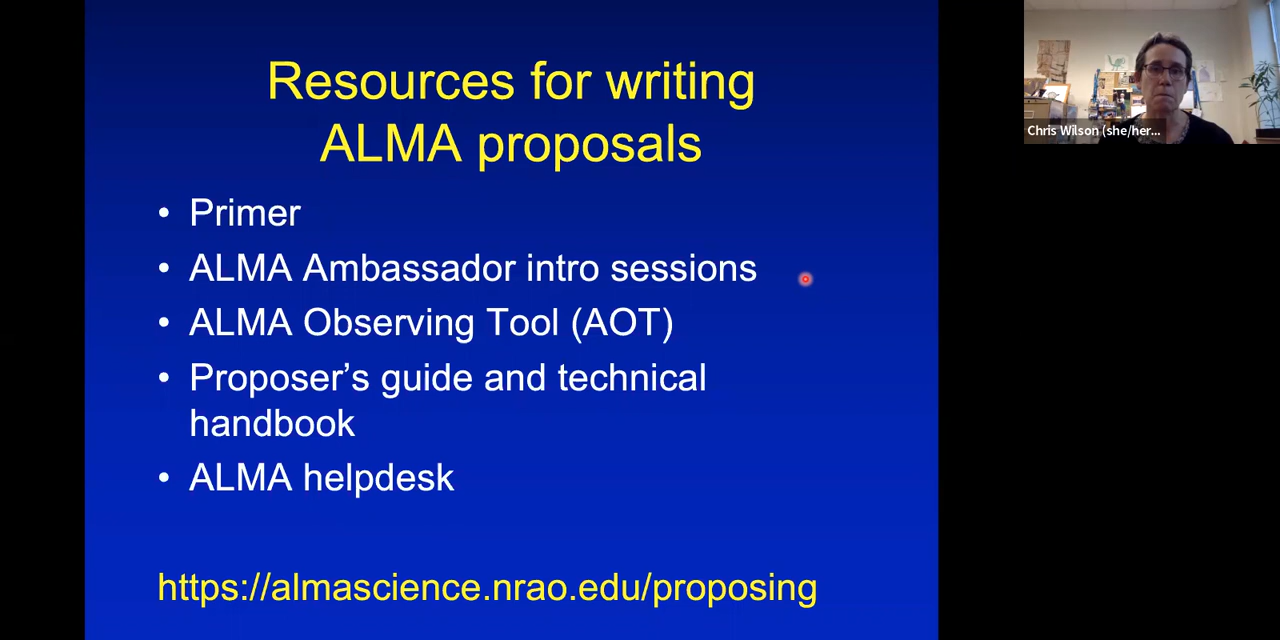 Resources for writing
ALMA proposals
• Primer
• ALMA Ambassador intro sessions
• ALMA Observing Tool (AOT)
• Proposer’s guide and technical
handbook
• ALMA helpdesk
https://almascience.nrao.edu/proposing
Chris Wilson (she/her...